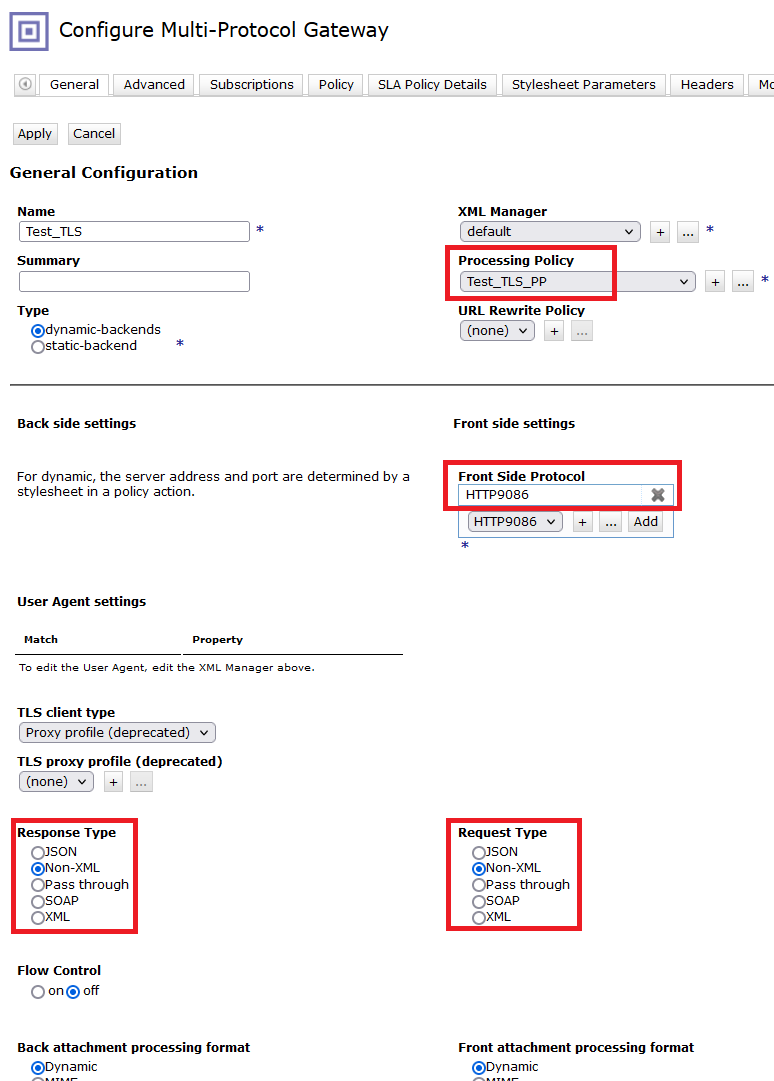 Configure Multi-Protocol Gateway
General Advanced Subscriptions Policy SLA Policy Details Stylesheet Parameters Headers Mo
Apply Cancel
General Configuration
Name
Test_TLS *
Summary
Type
dynamic-backends
static-backend *
XML Manager
default + ... *
Processing Policy
Test_TLS_PP + ... *
URL Rewrite Policy
(none) + ...
Back side settings
For dynamic, the server address and port are determined by a
stylesheet in a policy action.
Front side settings
Front Side Protocol
HTTP9086
HTTP9086 + ... Add
*
User Agent settings
Match Property
To edit the User Agent, edit the XML Manager above.
TLS client type
Proxy profile (deprecated)
TLS proxy profile (deprecated)
(none) + ...
Response Type
JSON
Non-XML
Pass through
SOAP
XML
Request Type
JSON
Non-XML
Pass through
SOAP
XML
Flow Control
on off
Back attachment processing format
Dynamic
MIME
Front attachment processing format
Dynamic
MIME